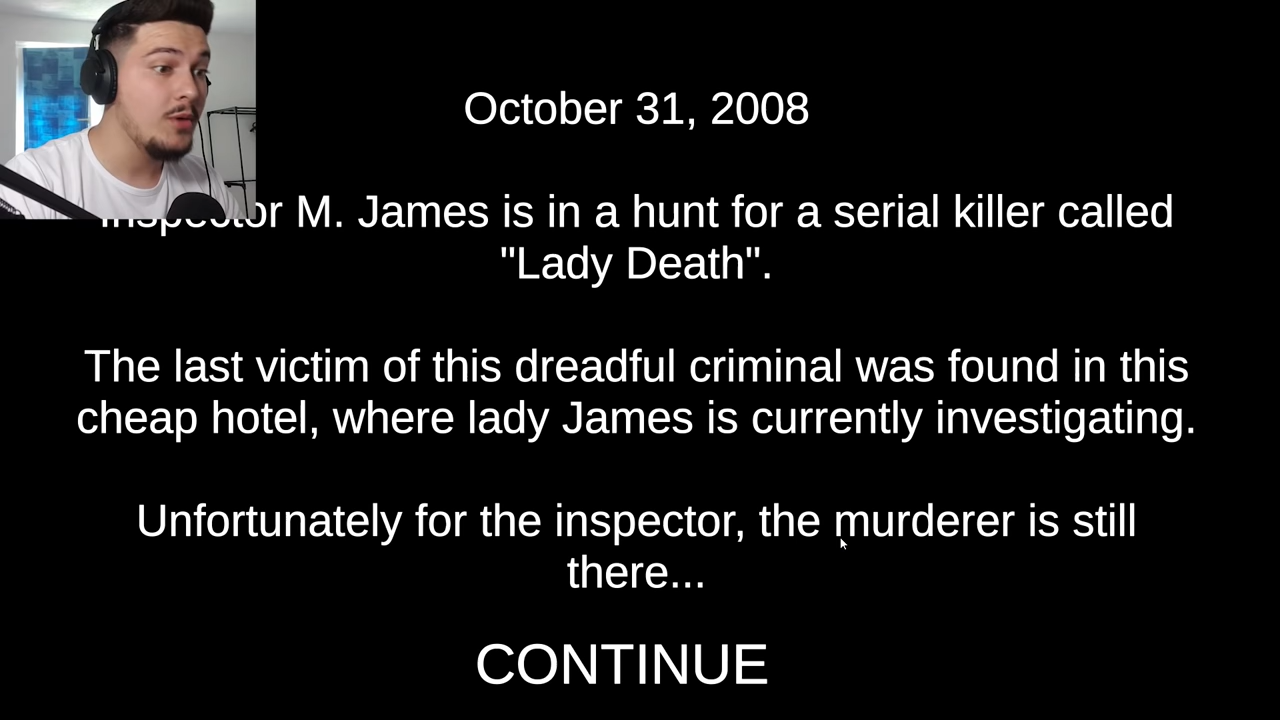 October 31, 2008
Inspector M. James is in a hunt for a serial killer called
"Lady Death".
The last victim of this dreadful criminal was found in this
cheap hotel, where lady James is currently investigating.
Unfortunately for the inspector, the murderer is still
there...
CONTINUE